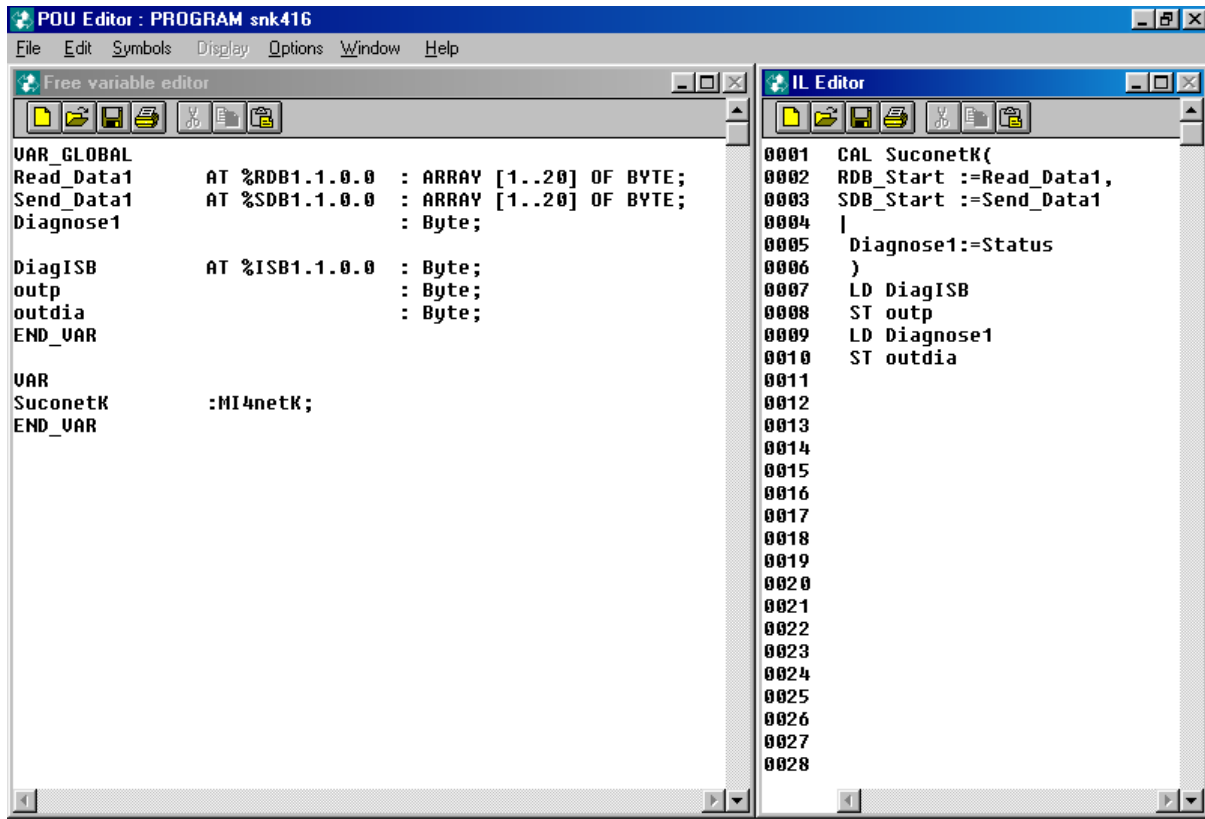 POU Editor : PROGRAM snk416
File Edit Symbols Display Options Window Help
Free variable editor
VAR_GLOBAL
Read_Data1 AT %RDB1.1.0.0 : ARRAY [1..20] OF BYTE;
Send_Data1 AT %SDB1.1.0.0 : ARRAY [1..20] OF BYTE;
Diagnose1 : Byte;
DiagISB AT %ISB1.1.0.0 : Byte;
outp : Byte;
outdia : Byte;
END_VAR
VAR
SuconetK :MI4netK;
END_VAR
IL Editor
0001 CAL SuconetK(
0002 RDB_Start :=Read_Data1,
0003 SDB_Start :=Send_Data1
0004 |
0005 Diagnose1:=Status
0006 )
0007 LD DiagISB
0008 ST outp
0009 LD Diagnose1
0010 ST outdia
0011
0012
0013
0014
0015
0016
0017
0018
0019
0020
0021
0022
0023
0024
0025
0026
0027
0028